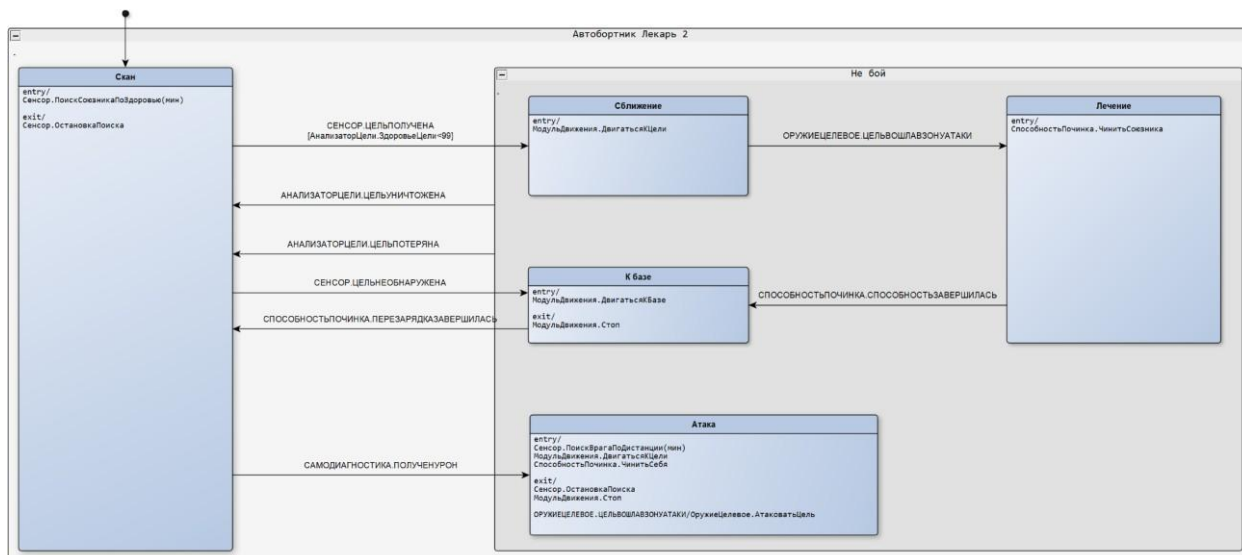 Автобортник Лекарь 2
Скан
entry/
Сенсор.ПоискСоюзникаПоЗдоровью(мин)
exit/
Сенсор.ОстановкаПоиска
СЕНСОР.ЦЕЛЬПОЛУЧЕНА
[АнализаторЦели.ЗдоровьеЦели<99]
АНАЛИЗАТОРЦЕЛИ.ЦЕЛЬУНИЧТОЖЕНА
АНАЛИЗАТОРЦЕЛИ.ЦЕЛЬПОТЕРЯНА
СЕНСОР.ЦЕЛЬНЕОБНАРУЖЕНА
СПОСОБНОСТЬПОЧИНКА.ПЕРЕЗАРЯДКАЗАВЕРШИЛАСЬ
САМОДИАГНОСТИКА.ПОЛУЧЕНУРОН
Не бой
Сближение
entry/
МодульДвижения.ДвигатьсяКЦели
ОРУЖИЕЦЕЛЕВОЕ.ЦЕЛЬВОШЛАВЗОНУАТАКИ
Лечение
entry/
СпособностьПочинка.ЧинитьСоюзника
К базе
entry/
МодульДвижения.ДвигатьсяКБазе
exit/
МодульДвижения.Стоп
СПОСОБНОСТЬПОЧИНКА.СПОСОБНОСТЬЗАВЕРШИЛАСЬ
Атака
entry/
Сенсор.ПоискВрагаПоДистанции(мин)
МодульДвижения.ДвигатьсяКЦели
СпособностьПочинка.ЧинитьСебя
exit/
Сенсор.ОстановкаПоиска
МодульДвижения.Стоп
ОРУЖИЕЦЕЛЕВОЕ.ЦЕЛЬВОШЛАВЗОНУАТАКИ/ОружиеЦелевое.АтаковатьЦель